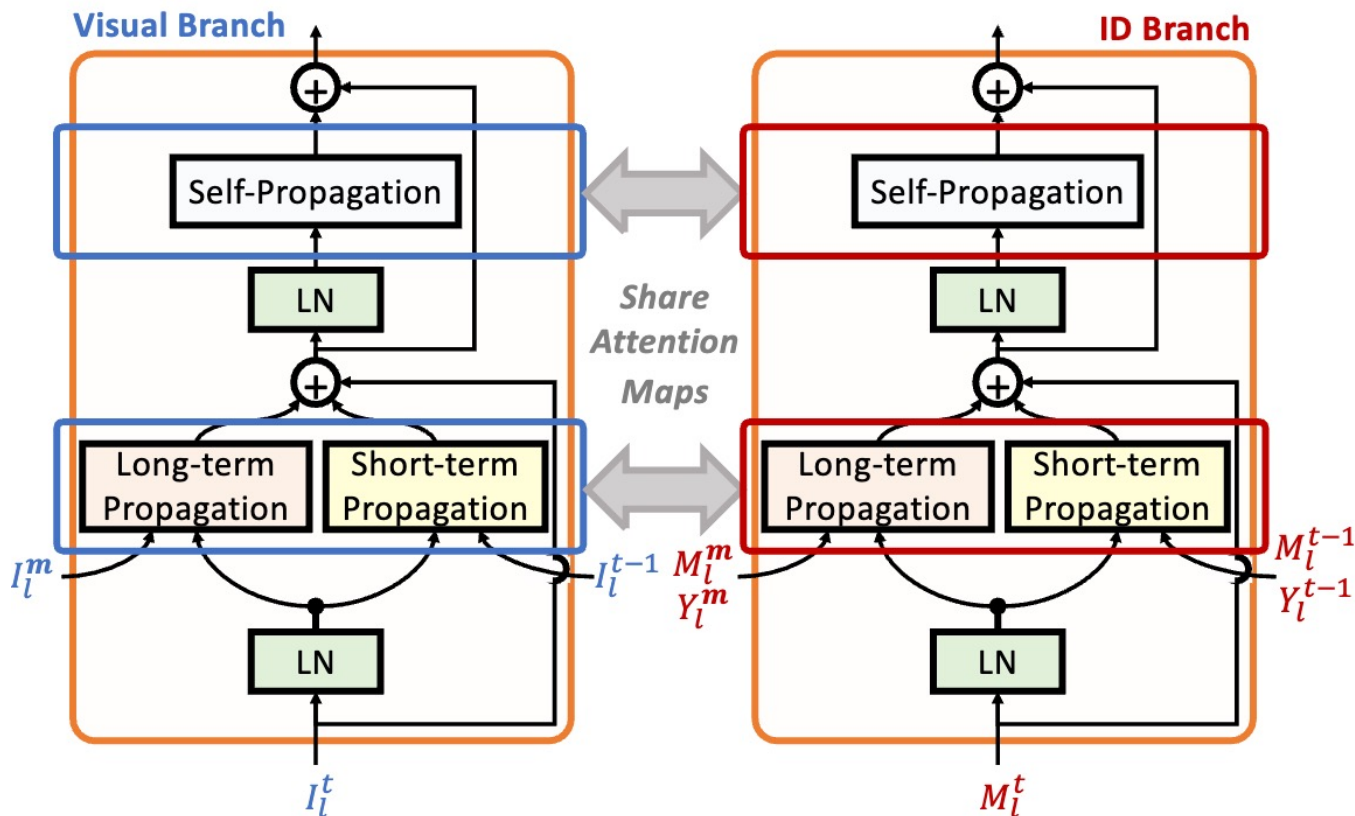 Visual Branch
ID Branch
+
+
Self-Propagation
Self-Propagation
LN
LN
Share
Attention
Maps
+
+
Long-term
Propagation
Short-term
Propagation
Long-term
Propagation
Short-term
Propagation
I_l^m
I_l^{t-1}
M_l^m
Y_l^m
M_l^{t-1}
Y_l^{t-1}
LN
LN
I_l^t
M_l^t